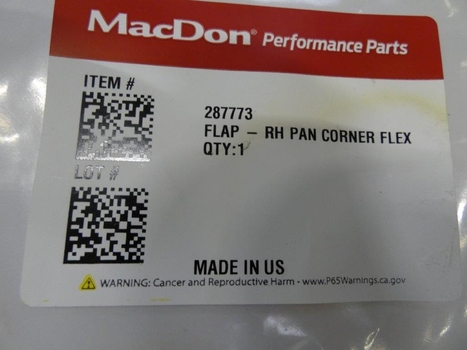 MacDon® Performance Parts
ITEM #
287773
FLAP - RH PAN CORNER FLEX
QTY:1
LOT #
MADE IN US
WARNING: Cancer and Reproductive Harm - www.P65Warnings.ca.gov